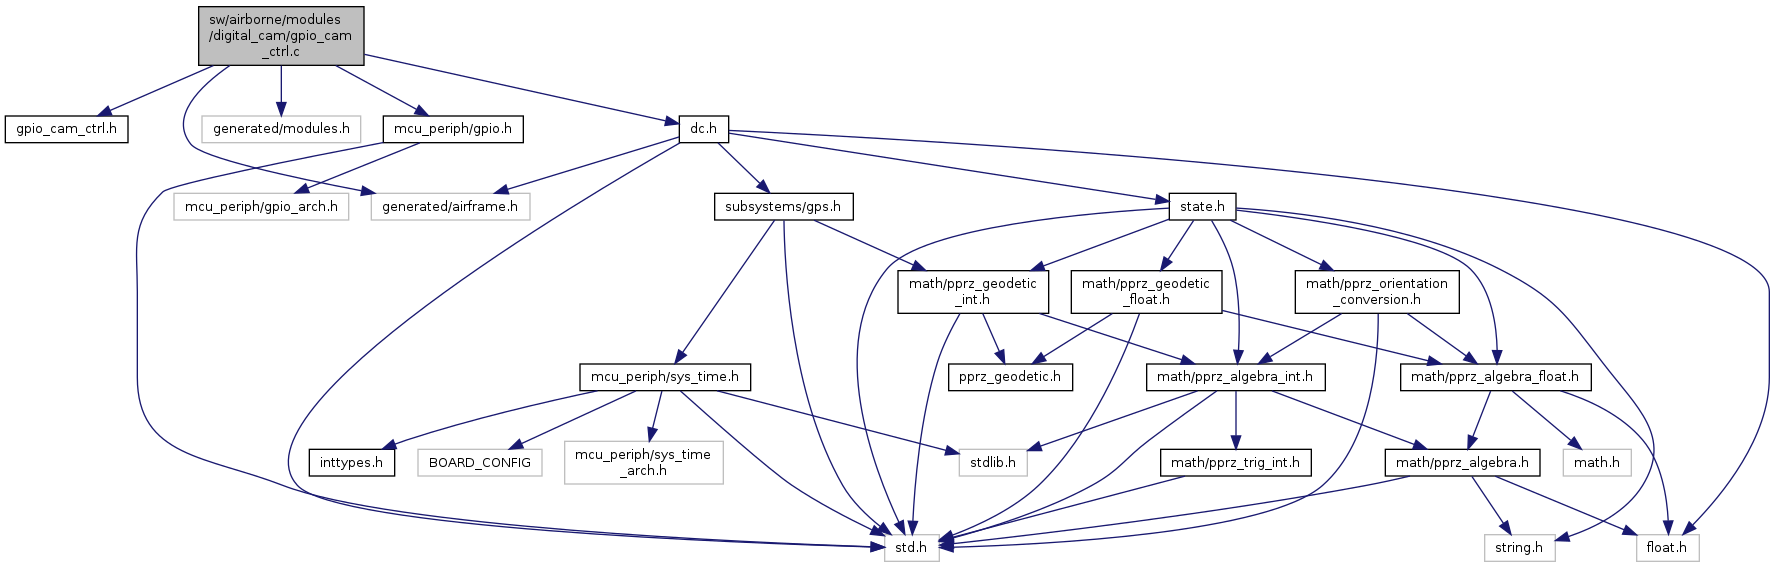 sw/airborne/modules
/digital_cam/gpio_cam
_ctrl.c
gpio_cam_ctrl.h
generated/modules.h
mcu_periph/gpio.h
dc.h
mcu_periph/gpio_arch.h
generated/airframe.h
subsystems/gps.h
state.h
math/pprz_geodetic
_int.h
math/pprz_geodetic
_float.h
math/pprz_orientation
_conversion.h
mcu_periph/sys_time.h
pprz_geodetic.h
math/pprz_algebra_int.h
math/pprz_algebra_float.h
inttypes.h
BOARD_CONFIG
mcu_periph/sys_time
_arch.h
stdlib.h
math/pprz_trig_int.h
math/pprz_algebra.h
math.h
std.h
string.h
float.h